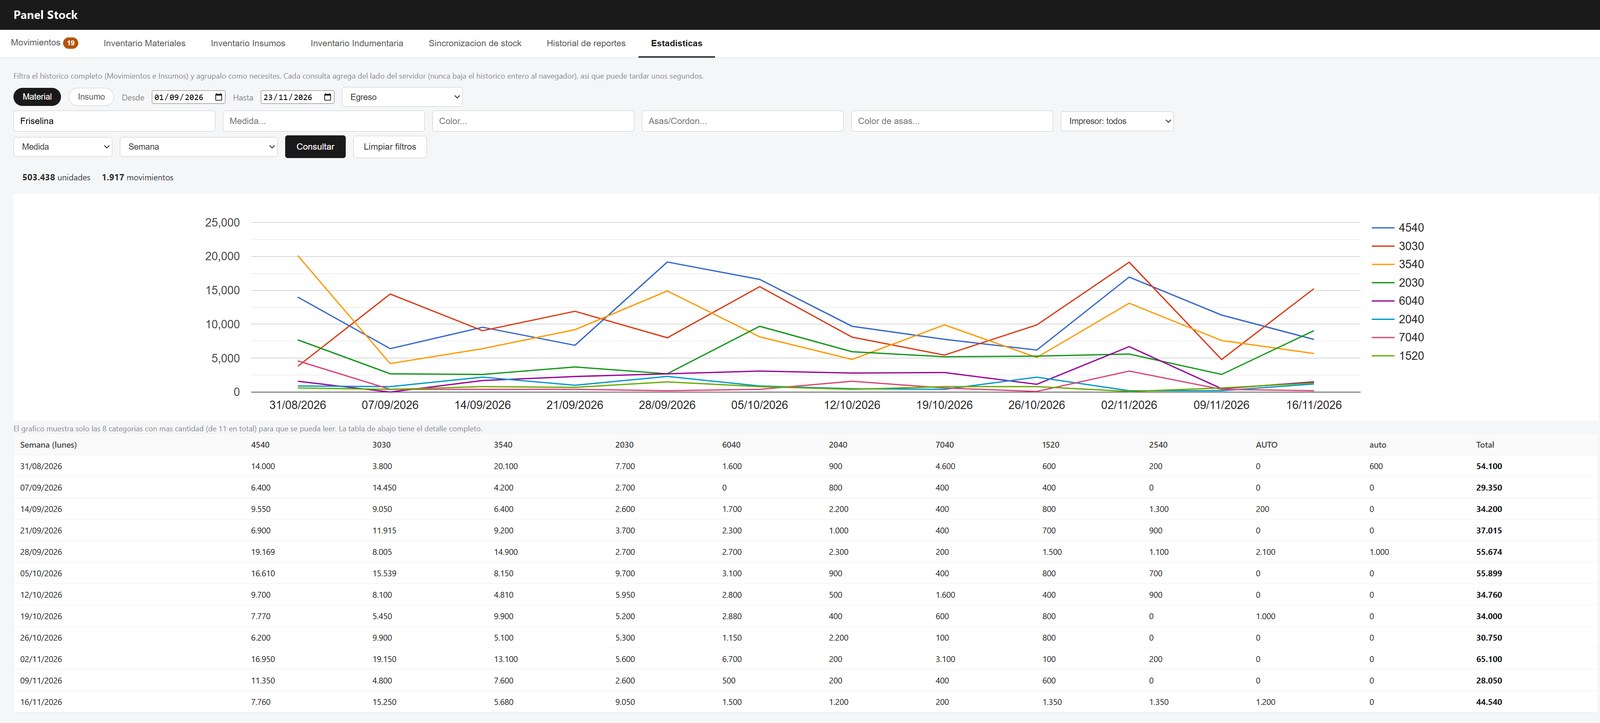 Panel Stock
Movimientos 19 Inventario Materiales Inventario Insumos Inventario Indumentaria Sincronizacion de stock Historial de reportes Estadisticas
Filtra el historico completo (Movimientos e Insumos) y agrupalo como necesites. Cada consulta agrega del lado del servidor (nunca baja el historico entero al navegador), asi que puede tardar unos segundos.
Material Insumo Desde 01/09/2026 Hasta 23/11/2026 Egreso
Friselina Medida... Color... Asas/Cordon... Color de asas... Impresor: todos
Medida Semana Consultar Limpiar filtros
503.438 unidades 1.917 movimientos
25,000
20,000
15,000
10,000
5,000
0
31/08/2026 07/09/2026 14/09/2026 21/09/2026 28/09/2026 05/10/2026 12/10/2026 19/10/2026 26/10/2026 02/11/2026 09/11/2026 16/11/2026
4540
3030
3540
2030
6040
2040
7040
1520
El grafico muestra solo las 8 categorias con mas cantidad (de 11 en total) para que se pueda leer. La tabla de abajo tiene el detalle completo.
Semana (lunes) 4540 3030 3540 2030 6040 2040 7040 1520 2540 AUTO auto Total
31/08/2026 14.000 3.800 20.100 7.700 1.600 900 4.600 600 200 0 600 54.100
07/09/2026 6.400 14.450 4.200 2.700 0 800 400 400 0 0 0 29.350
14/09/2026 9.550 9.050 6.400 2.600 1.700 2.200 400 800 1.300 200 0 34.200
21/09/2026 6.900 11.915 9.200 3.700 2.300 1.000 400 700 900 0 0 37.015
28/09/2026 19.169 8.005 14.900 2.700 2.700 2.300 200 1.500 1.100 2.100 1.000 55.674
05/10/2026 16.610 15.539 8.150 9.700 3.100 900 400 800 700 0 0 55.899
12/10/2026 9.700 8.100 4.810 5.950 2.800 500 1.600 400 900 0 0 34.760
19/10/2026 7.770 5.450 9.900 5.200 2.880 400 600 800 0 1.000 0 34.000
26/10/2026 6.200 9.900 5.100 5.300 1.150 2.200 100 800 0 0 0 30.750
02/11/2026 16.950 19.150 13.100 5.600 6.700 200 3.100 100 200 0 0 65.100
09/11/2026 11.350 4.800 7.600 2.600 500 200 400 600 0 0 0 28.050
16/11/2026 7.760 15.250 5.680 9.050 1.500 1.200 200 1.350 1.350 1.200 0 44.540